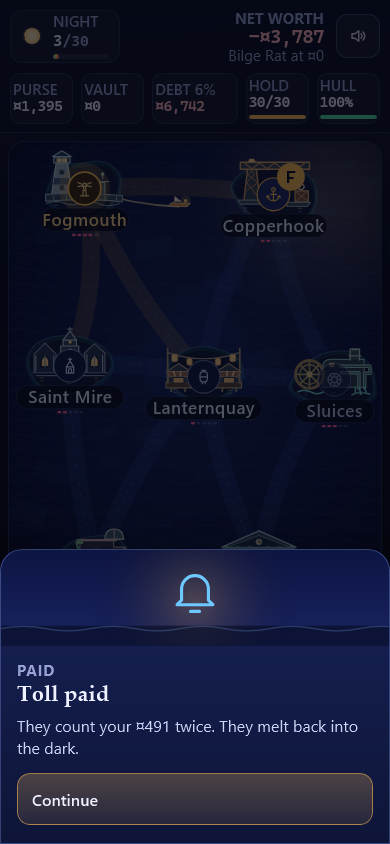 NIGHT
3/30
NET WORTH
−¤3,787
Bilge Rat at ¤0
PURSE
¤1,395
VAULT
¤0
DEBT 6%
¤6,742
HOLD
30/30
HULL
100%
F
Fogmouth
Copperhook
Saint Mire
Lanternquay
Sluices
PAID
Toll paid
They count your ¤491 twice. They melt back into
the dark.
Continue